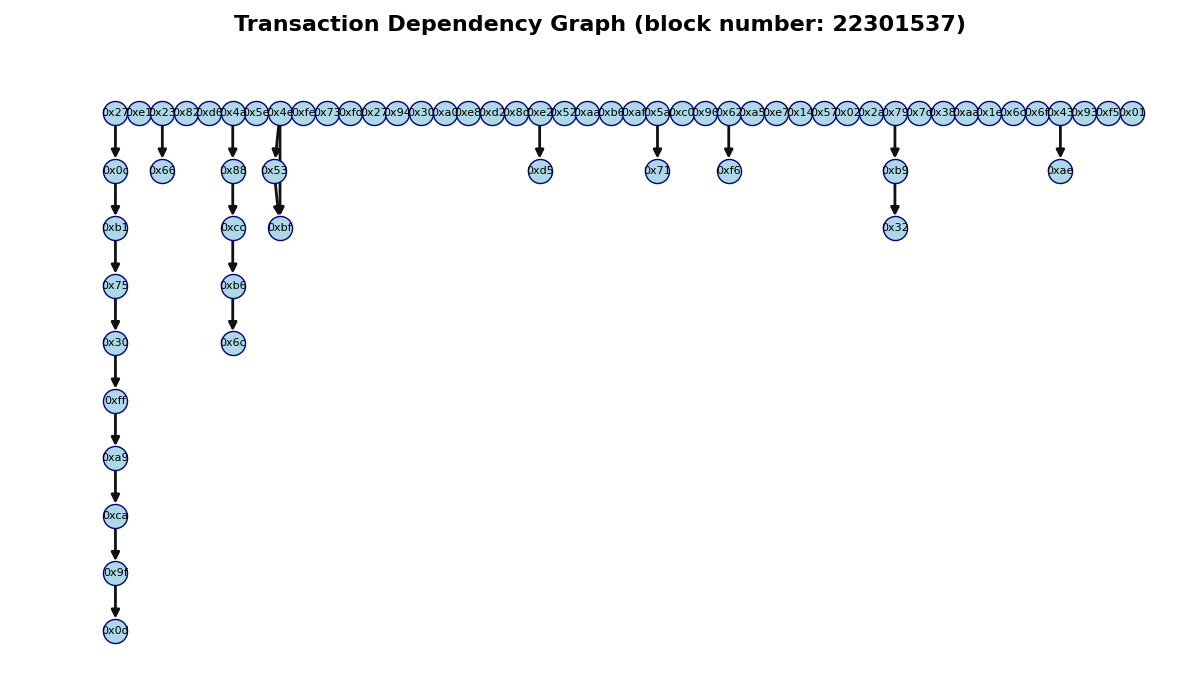 Transaction Dependency Graph (block number: 22301537)
0x27 0xe1 0x23 0x82 0xd6 0x4a 0x5e 0x4e 0xfe 0x73 0xfd 0x27 0x94 0x30 0xa0 0xe8 0xd2 0x8d 0xe2 0x52 0xaa 0xb6 0xaf 0x5a 0xc0 0x96 0x62 0xa5 0xe7 0x14 0x57 0x02 0x2a 0x79 0x7d 0x38 0xaa 0x1e 0x6f 0x43 0x93 0xf5 0x01
0x0c 0x66 0x88 0x53 0xd5 0x71 0xf6 0xb9 0xae
0xb1 0xcc 0xbf 0x32
0x75 0xb6
0x30 0x6c
0xff
0xa9
0xca
0x9f
0x0d